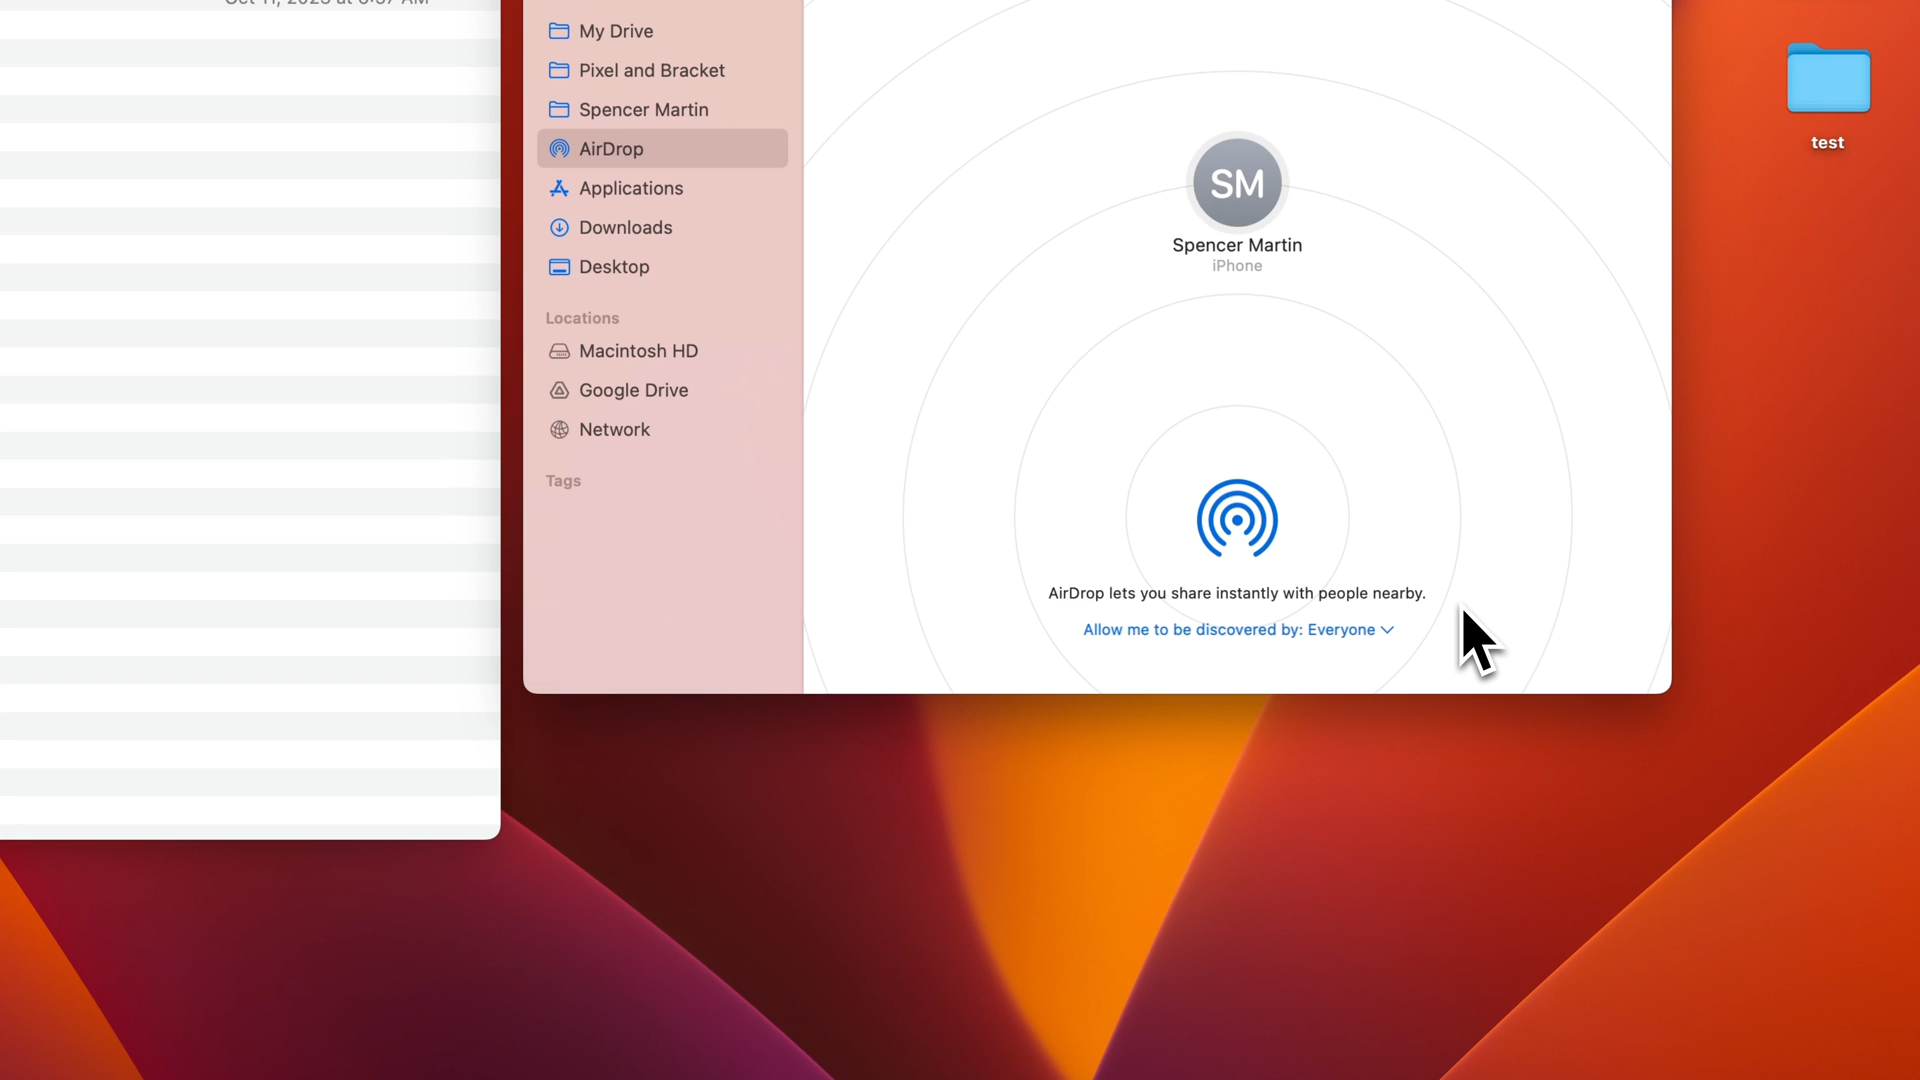 My Drive
Pixel and Bracket
Spencer Martin
AirDrop
Applications
Downloads
Desktop
Locations
Macintosh HD
Google Drive
Network
Tags
SM
Spencer Martin
iPhone
AirDrop lets you share instantly with people nearby.
Allow me to be discovered by: Everyone
test